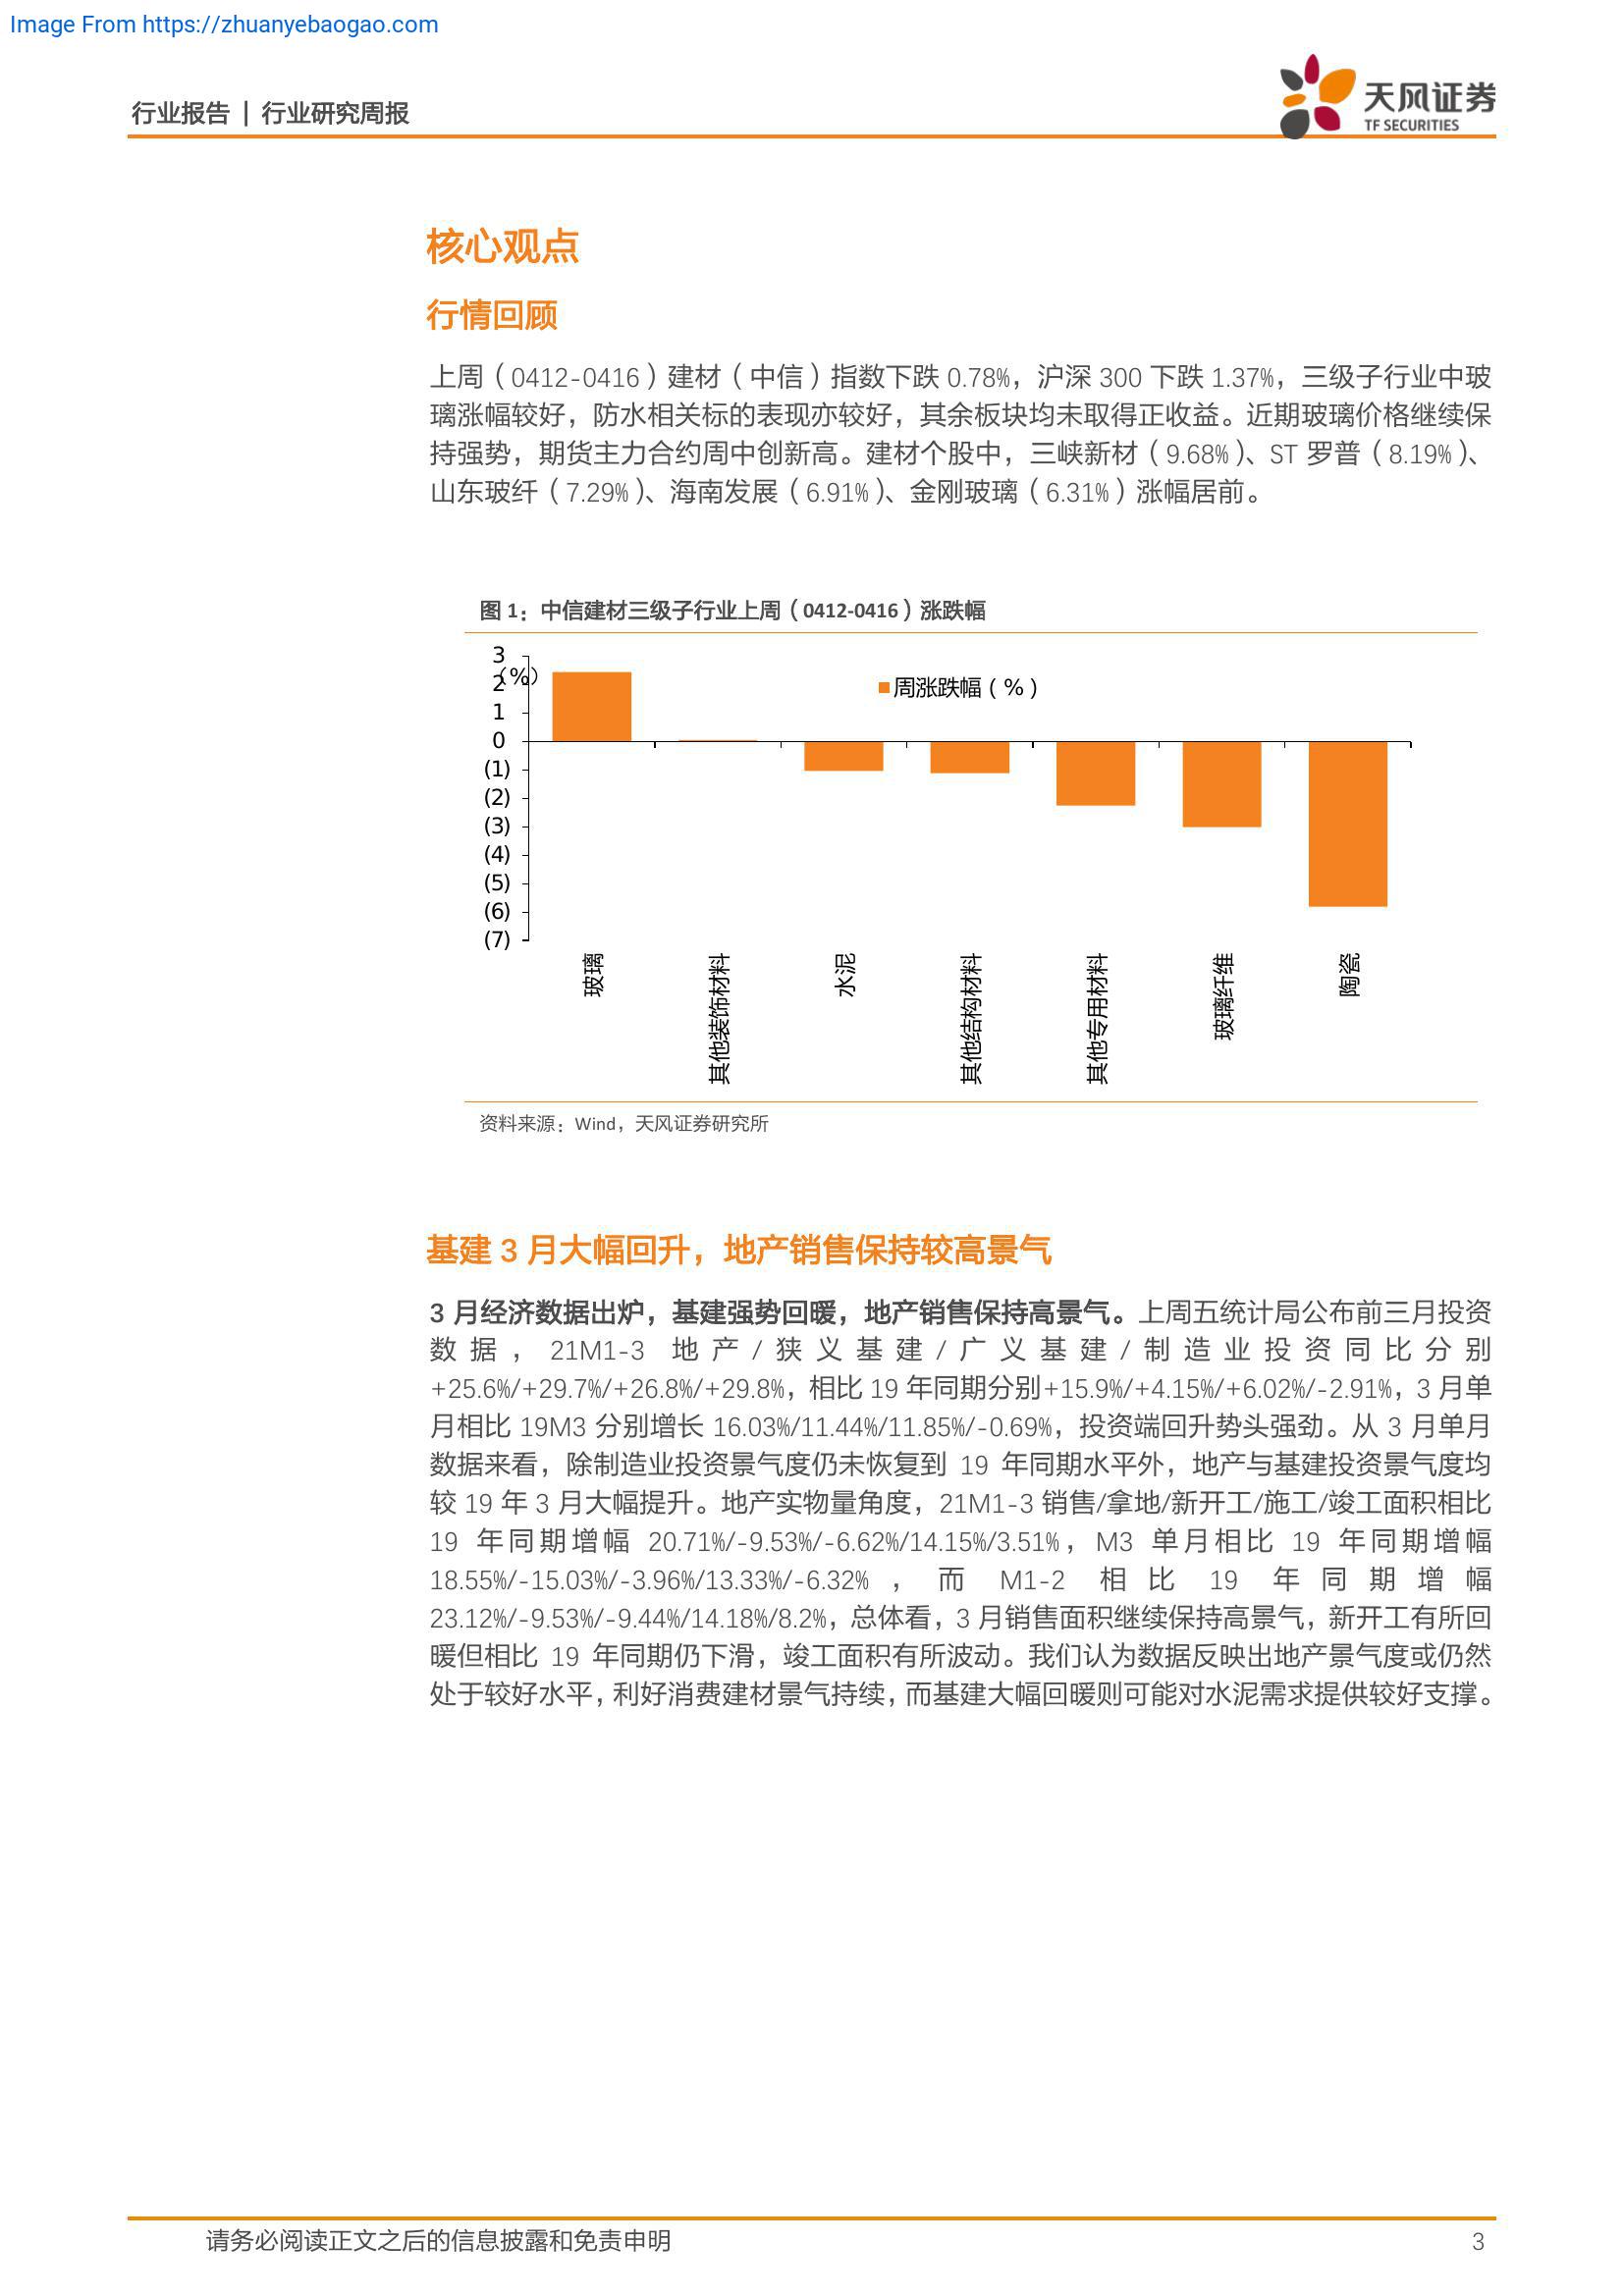 Image From https://zhuanyebaogao.com
行业报告 | 行业研究周报
天风证券
TF SECURITIES
核心观点
行情回顾
上周（0412-0416）建材（中信）指数下跌 0.78%，沪深 300 下跌 1.37%，三级子行业中玻
璃涨幅较好，防水相关标的表现亦较好，其余板块均未取得正收益。近期玻璃价格继续保
持强势，期货主力合约周中创新高。建材个股中，三峡新材（9.68%）、ST 罗普（8.19%）、
山东玻纤（7.29%）、海南发展（6.91%）、金刚玻璃（6.31%）涨幅居前。
图 1：中信建材三级子行业上周（0412-0416）涨跌幅
3
（%）
2
1
0
(1)
(2)
(3)
(4)
(5)
(6)
(7)
周涨跌幅（%）
玻璃
其他装饰材料
水泥
其他结构材料
其他专用材料
玻璃纤维
陶瓷
资料来源：Wind，天风证券研究所
基建 3 月大幅回升，地产销售保持较高景气
3 月经济数据出炉，基建强势回暖，地产销售保持高景气。上周五统计局公布前三月投资
数据，21M1-3 地产/狭义基建/广义基建/制造业投资同比分别
+25.6%/+29.7%/+26.8%/+29.8%，相比 19 年同期分别+15.9%/+4.15%/+6.02%/-2.91%，3 月单
月相比 19M3 分别增长 16.03%/11.44%/11.85%/-0.69%，投资端回升势头强劲。从 3 月单月
数据来看，除制造业投资景气度仍未恢复到 19 年同期水平外，地产与基建投资景气度均
较 19 年 3 月大幅提升。地产实物量角度，21M1-3 销售/拿地/新开工/施工/竣工面积相比
19 年同期增幅 20.71%/-9.53%/-6.62%/14.15%/3.51%，M3 单月相比 19 年同期增幅
18.55%/-15.03%/-3.96%/13.33%/-6.32%，而 M1-2 相比 19 年同期增幅
23.12%/-9.53%/-9.44%/14.18%/8.2%，总体看，3 月销售面积继续保持高景气，新开工有所回
暖但相比 19 年同期仍下滑，竣工面积有所波动。我们认为数据反映出地产景气度或仍然
处于较好水平，利好消费建材景气持续，而基建大幅回暖则可能对水泥需求提供较好支撑。
请务必阅读正文之后的信息披露和免责申明
3